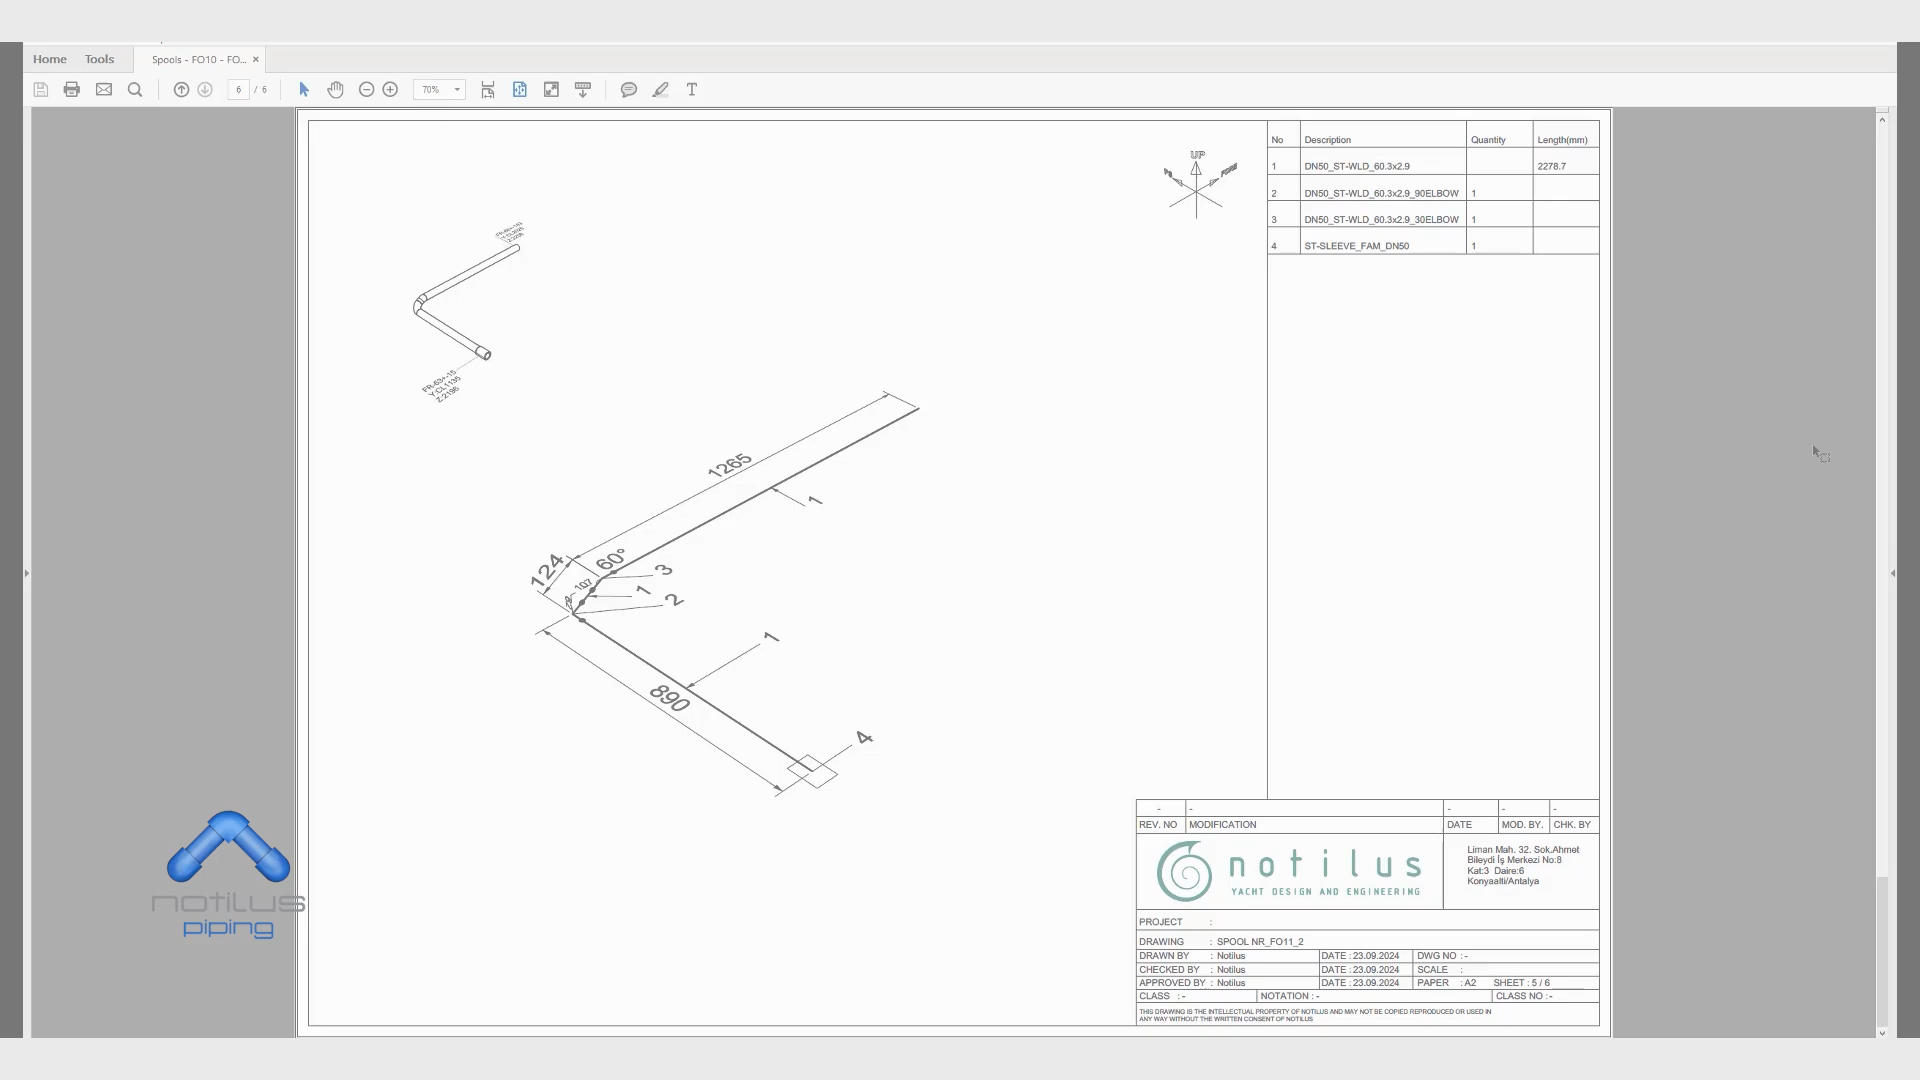 Home Tools Spools - FO10 - FO... ×
6 / 6 70%
UP
FORE
No Description Quantity Length(mm)
1 DN50_ST-WLD_60.3x2.9 2278.7
2 DN50_ST-WLD_60.3x2.9_90ELBOW 1
3 DN50_ST-WLD_60.3x2.9_30ELBOW 1
4 ST-SLEEVE_FAM_DN50 1
FR-63+-15
Y:CL1135
Z:2196
1265
1
124
60°
107
3
1
2
1
890
4
notilus
piping
- - - - -
REV. NO MODIFICATION DATE MOD. BY. CHK. BY
notilus
YACHT DESIGN AND ENGINEERING
Liman Mah. 32. Sok.Ahmet
Bileydi İş Merkezi No:8
Kat:3 Daire:6
Konyaalti/Antalya
PROJECT :
DRAWING : SPOOL NR_FO11_2
DRAWN BY : Notilus DATE : 23.09.2024 DWG NO : -
CHECKED BY : Notilus DATE : 23.09.2024 SCALE :
APPROVED BY : Notilus DATE : 23.09.2024 PAPER : A2 SHEET : 5 / 6
CLASS : - NOTATION : - CLASS NO : -
THIS DRAWING IS THE INTELLECTUAL PROPERTY OF NOTILUS AND MAY NOT BE COPIED REPRODUCED OR USED IN
ANY WAY WITHOUT THE WRITTEN CONSENT OF NOTILUS